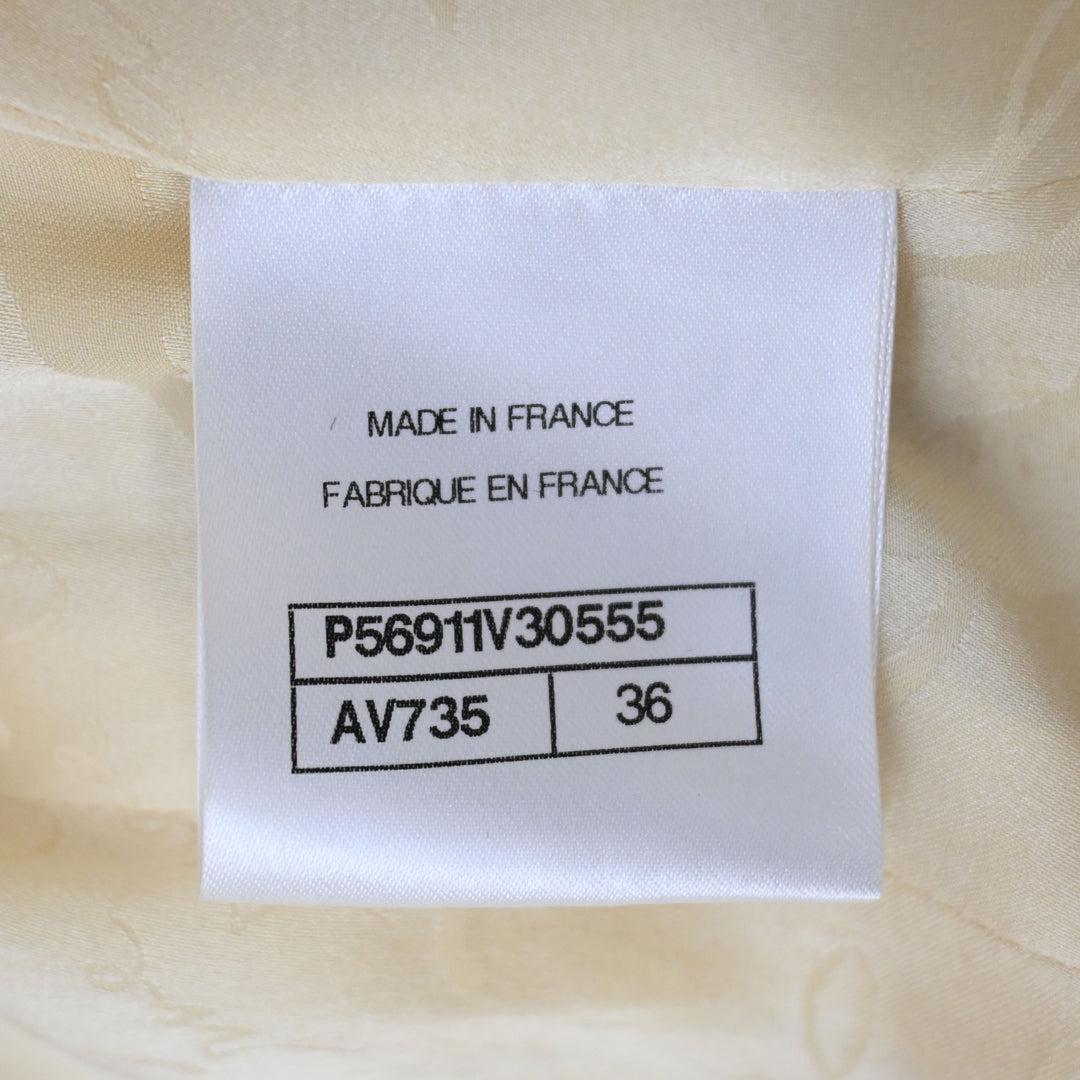 MADE IN FRANCE
FABRIQUE EN FRANCE
P56911V30555
AV735 36